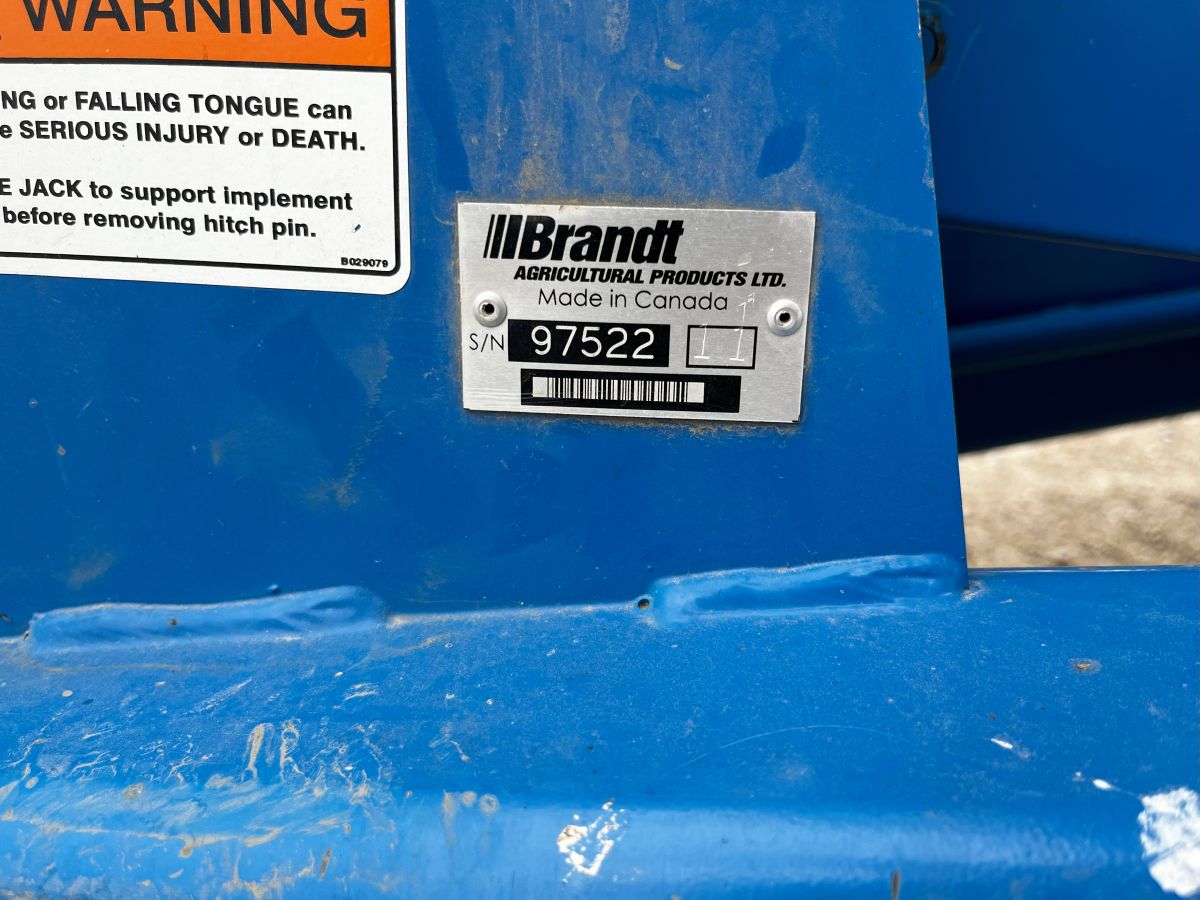 WARNING
NG or FALLING TONGUE can
e SERIOUS INJURY or DEATH.
E JACK to support implement
before removing hitch pin.
B029079
Brandt
AGRICULTURAL PRODUCTS LTD.
Made in Canada
S/N 97522 11